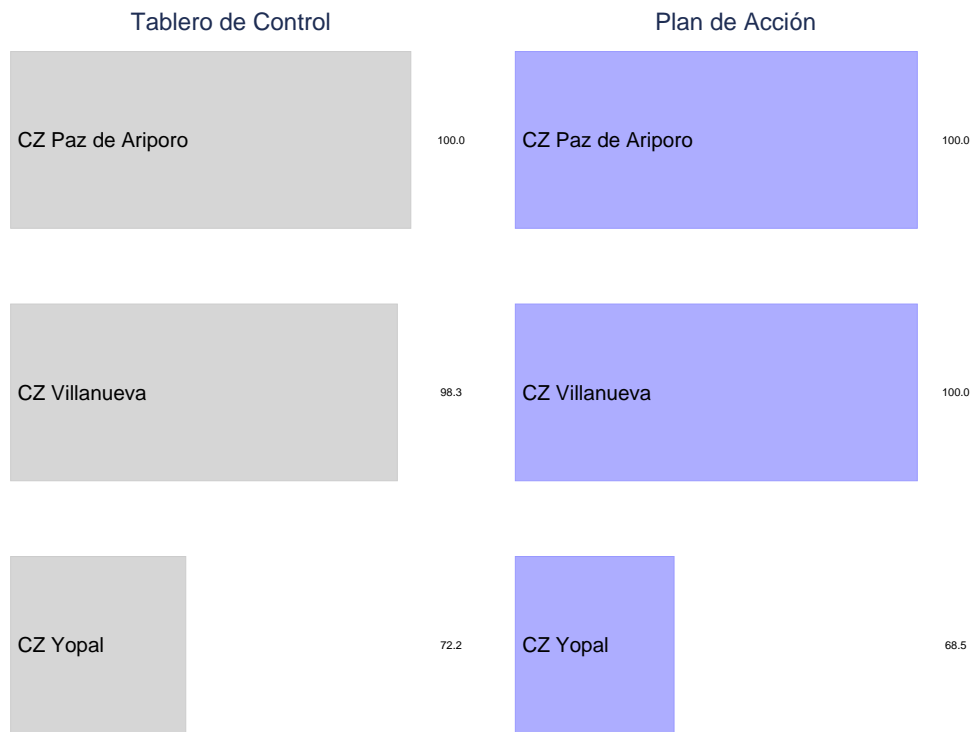 Tablero de Control
CZ Paz de Ariporo 100.0
CZ Villanueva 98.3
CZ Yopal 72.2
Plan de Acción
CZ Paz de Ariporo 100.0
CZ Villanueva 100.0
CZ Yopal 68.5